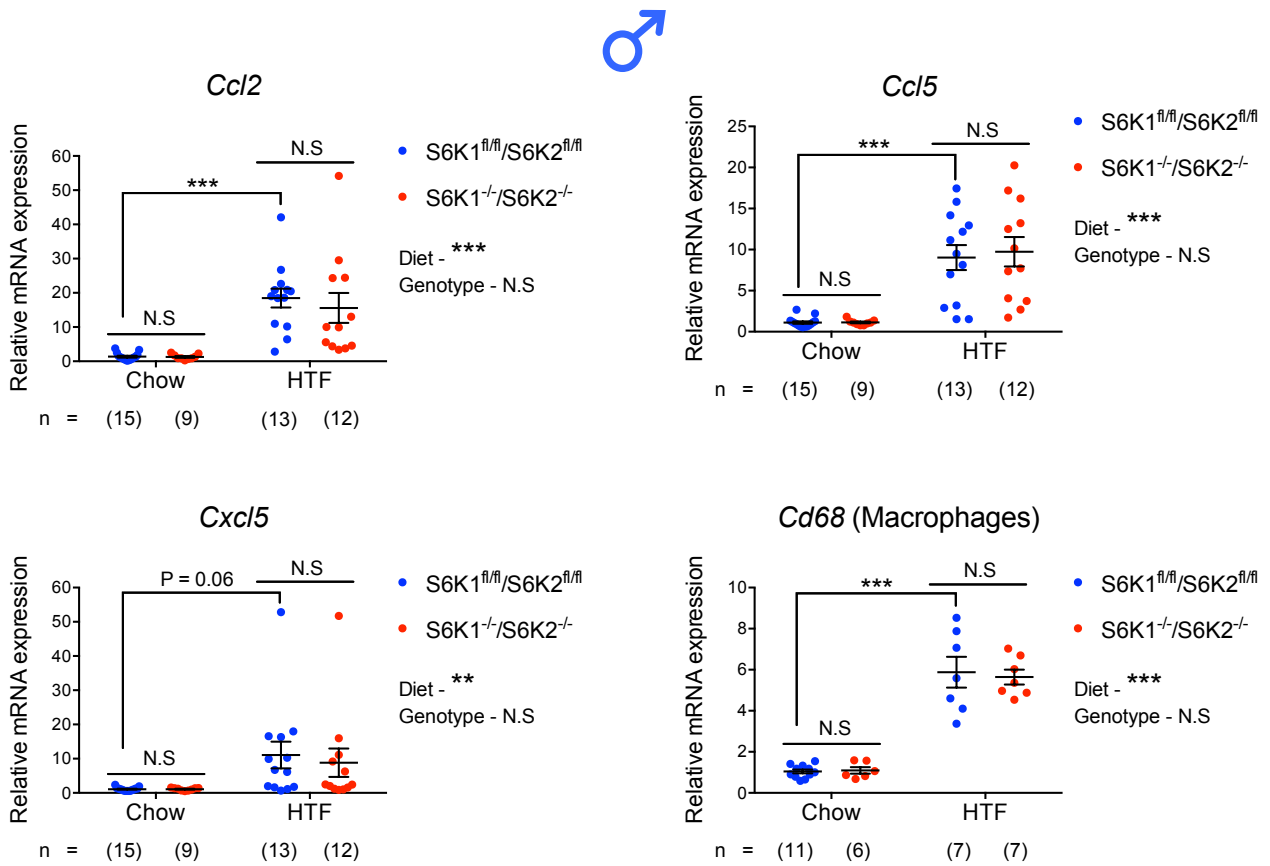 Ccl2
Relative mRNA expression
60
50
40
30
20
10
0
***
N.S
N.S
Chow
HTF
n = (15) (9) (13) (12)
S6K1fl/fl/S6K2fl/fl
S6K1-/-/S6K2-/-
Diet - ***
Genotype - N.S
Ccl5
Relative mRNA expression
25
20
15
10
5
0
***
N.S
N.S
Chow
HTF
n = (15) (9) (13) (12)
S6K1fl/fl/S6K2fl/fl
S6K1-/-/S6K2-/-
Diet - ***
Genotype - N.S
Cxcl5
Relative mRNA expression
60
50
40
30
20
10
0
P = 0.06
N.S
N.S
Chow
HTF
n = (15) (9) (13) (12)
S6K1fl/fl/S6K2fl/fl
S6K1-/-/S6K2-/-
Diet - **
Genotype - N.S
Cd68 (Macrophages)
Relative mRNA expression
10
8
6
4
2
0
***
N.S
N.S
Chow
HTF
n = (11) (6) (7) (7)
S6K1fl/fl/S6K2fl/fl
S6K1-/-/S6K2-/-
Diet - ***
Genotype - N.S